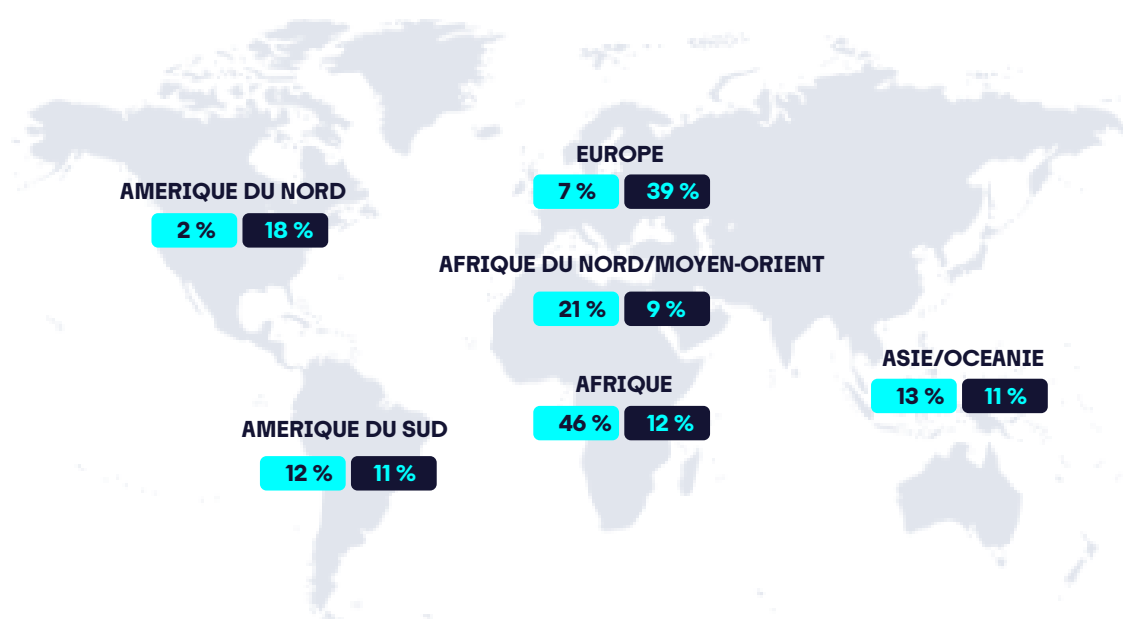 EUROPE
7 % 39 %
AMERIQUE DU NORD
2 % 18 %
AFRIQUE DU NORD/MOYEN-ORIENT
21 % 9 %
ASIE/OCEANIE
13 % 11 %
AFRIQUE
46 % 12 %
AMERIQUE DU SUD
12 % 11 %